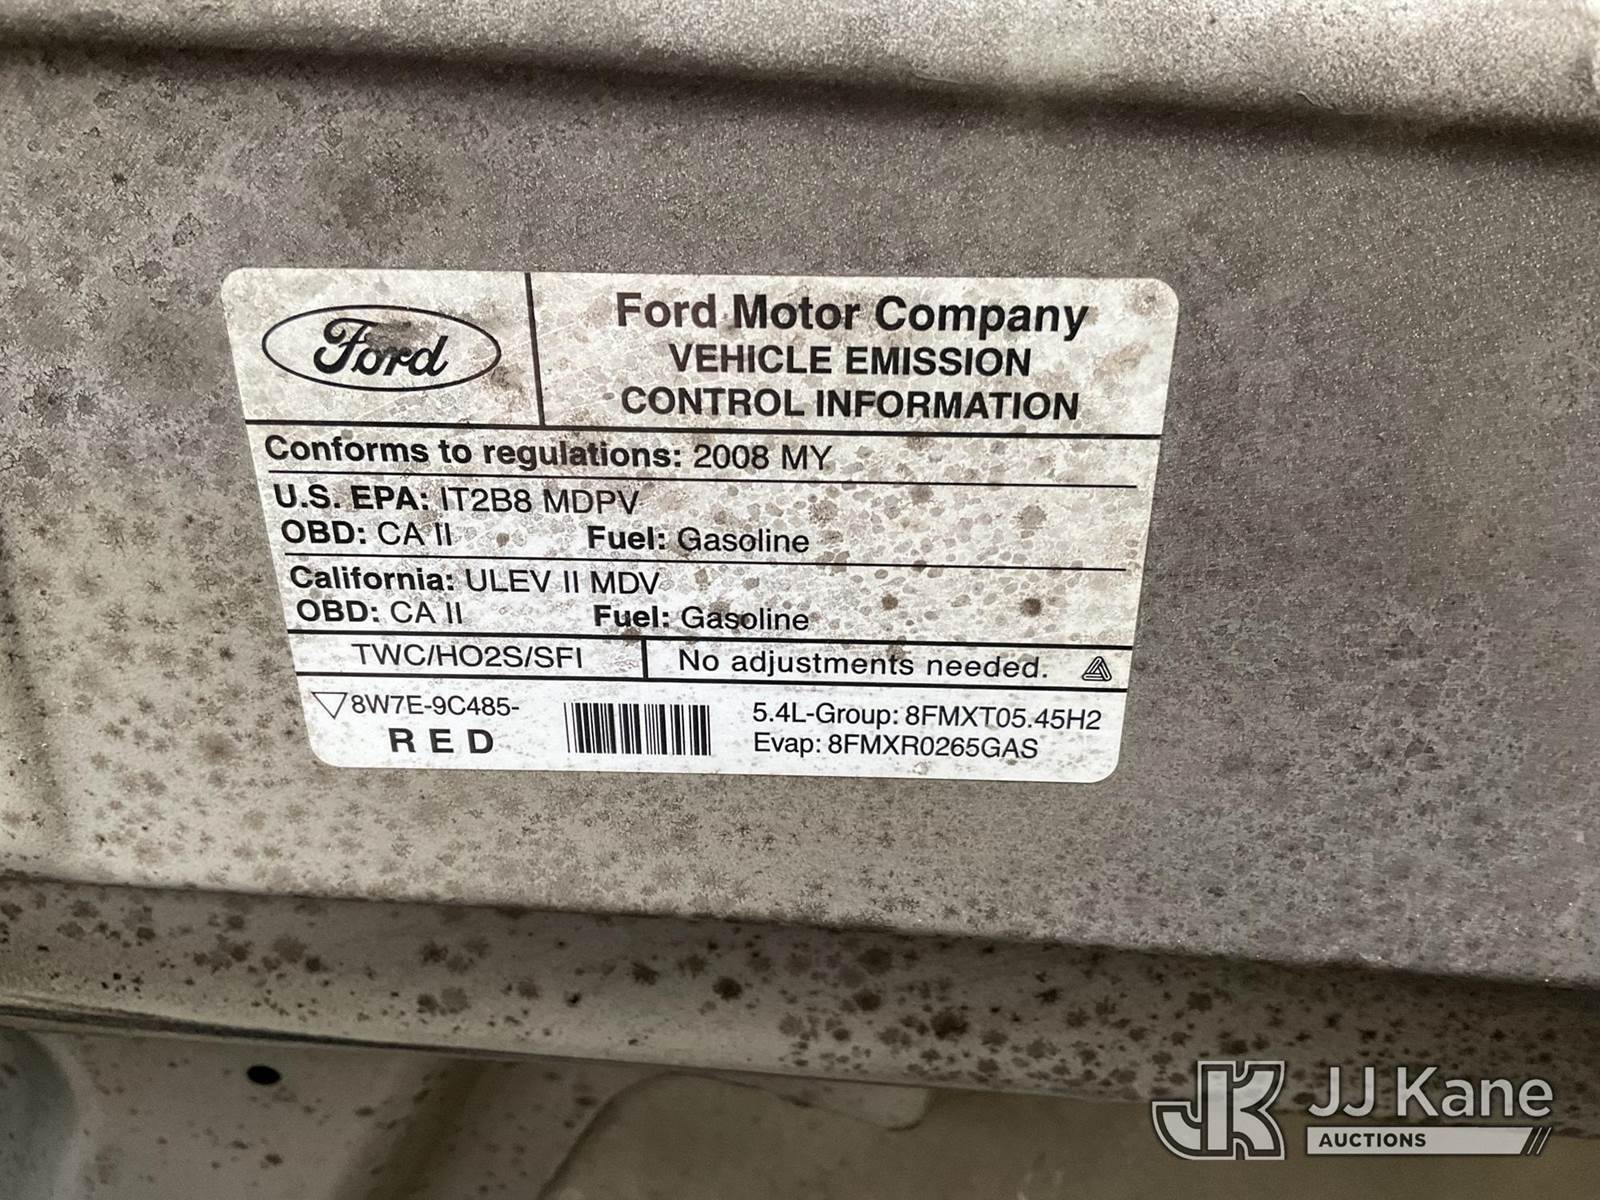 Ford
Ford Motor Company
VEHICLE EMISSION
CONTROL INFORMATION
Conforms to regulations: 2008 MY
U.S. EPA: IT2B8 MDPV
OBD: CA II Fuel: Gasoline
California: ULEV II MDV
OBD: CA II Fuel: Gasoline
TWC/HO2S/SFI No adjustments needed.
8W7E-9C485- 5.4L-Group: 8FMXT05.45H2
RED Evap: 8FMXR0265GAS
JK JJ Kane
AUCTIONS